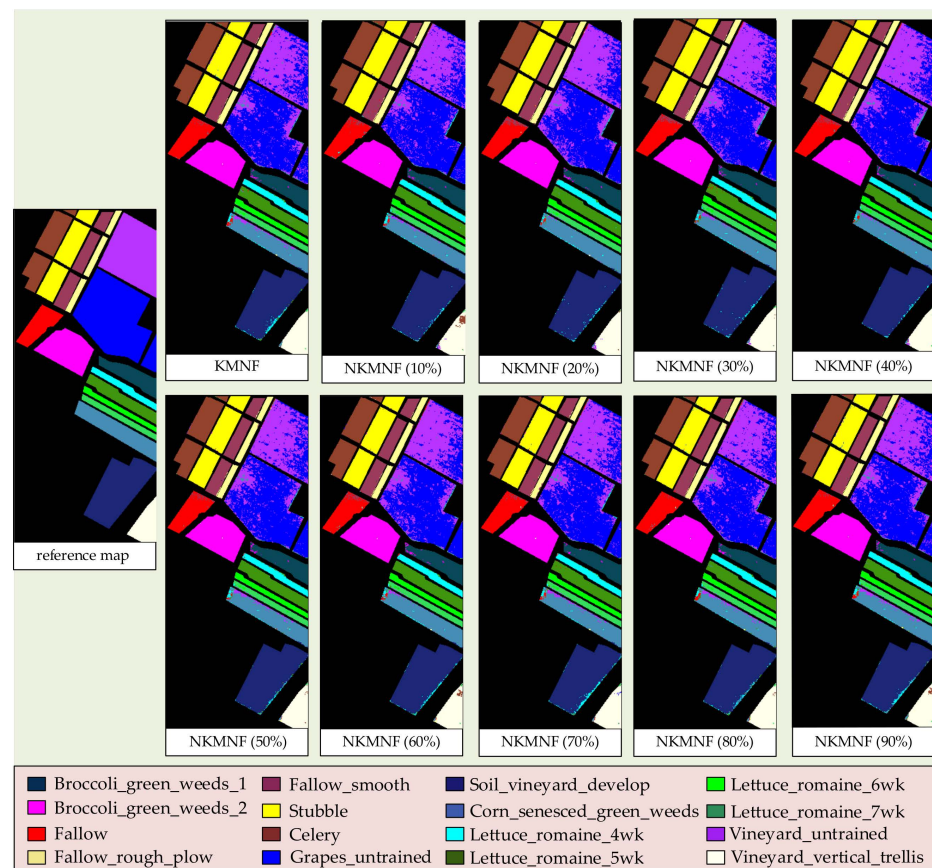 KMNF
NKMNF (10%)
NKMNF (20%)
NKMNF (30%)
NKMNF (40%)
reference map
NKMNF (50%)
NKMNF (60%)
NKMNF (70%)
NKMNF (80%)
NKMNF (90%)
Broccoli_green_weeds_1
Broccoli_green_weeds_2
Fallow
Fallow_rough_plow
Fallow_smooth
Stubble
Celery
Grapes_untrained
Soil_vineyard_develop
Corn_senesced_green_weeds
Lettuce_romaine_4wk
Lettuce_romaine_5wk
Lettuce_romaine_6wk
Lettuce_romaine_7wk
Vineyard_untrained
Vineyard_vertical_trellis